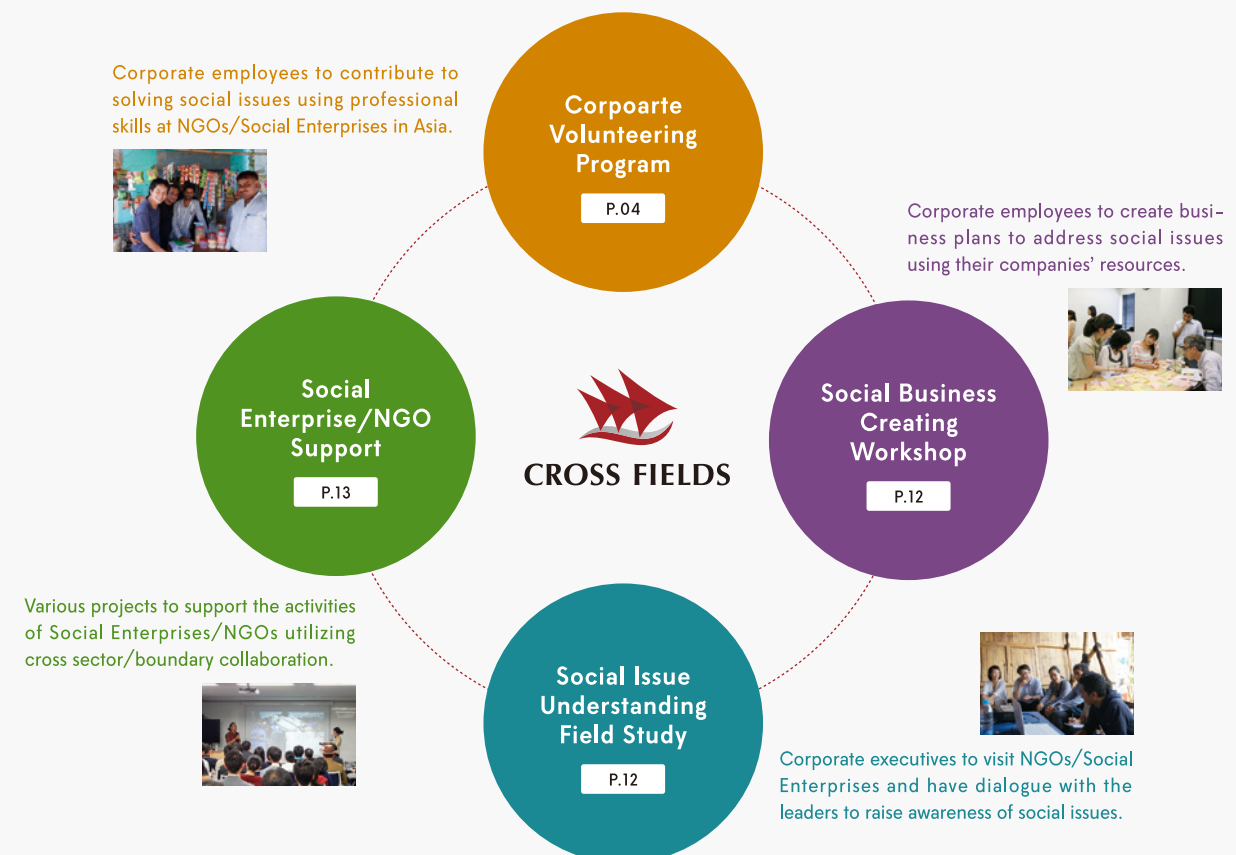 Corporate employees to contribute to
solving social issues using professional
skills at NGOs/Social Enterprises in Asia.
Corpoarte
Volunteering
Program
P.04
Corporate employees to create busi-
ness plans to address social issues
using their companies' resources.
Social
Enterprise/NGO
Support
P.13
CROSS FIELDS
Social Business
Creating
Workshop
P.12
Various projects to support the activities
of Social Enterprises/NGOs utilizing
cross sector/boundary collaboration.
Social Issue
Understanding
Field Study
P.12
Corporate executives to visit NGOs/Social
Enterprises and have dialogue with the
leaders to raise awareness of social issues.